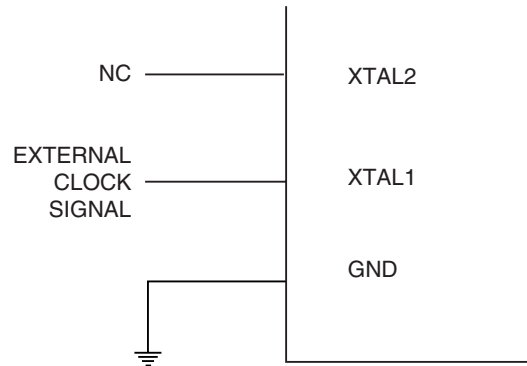 NC
XTAL2
EXTERNAL
CLOCK
SIGNAL
XTAL1
GND